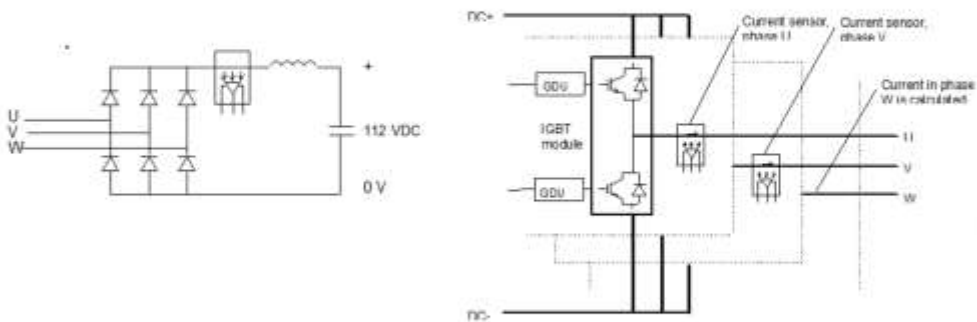 U
V
W
+
112 VDC
0 V
DC+
Current sensor,
phase U
Current sensor,
phase V
Current in phase
W is calculated
GDU
IGBT
module
GDU
U
V
W
DC-